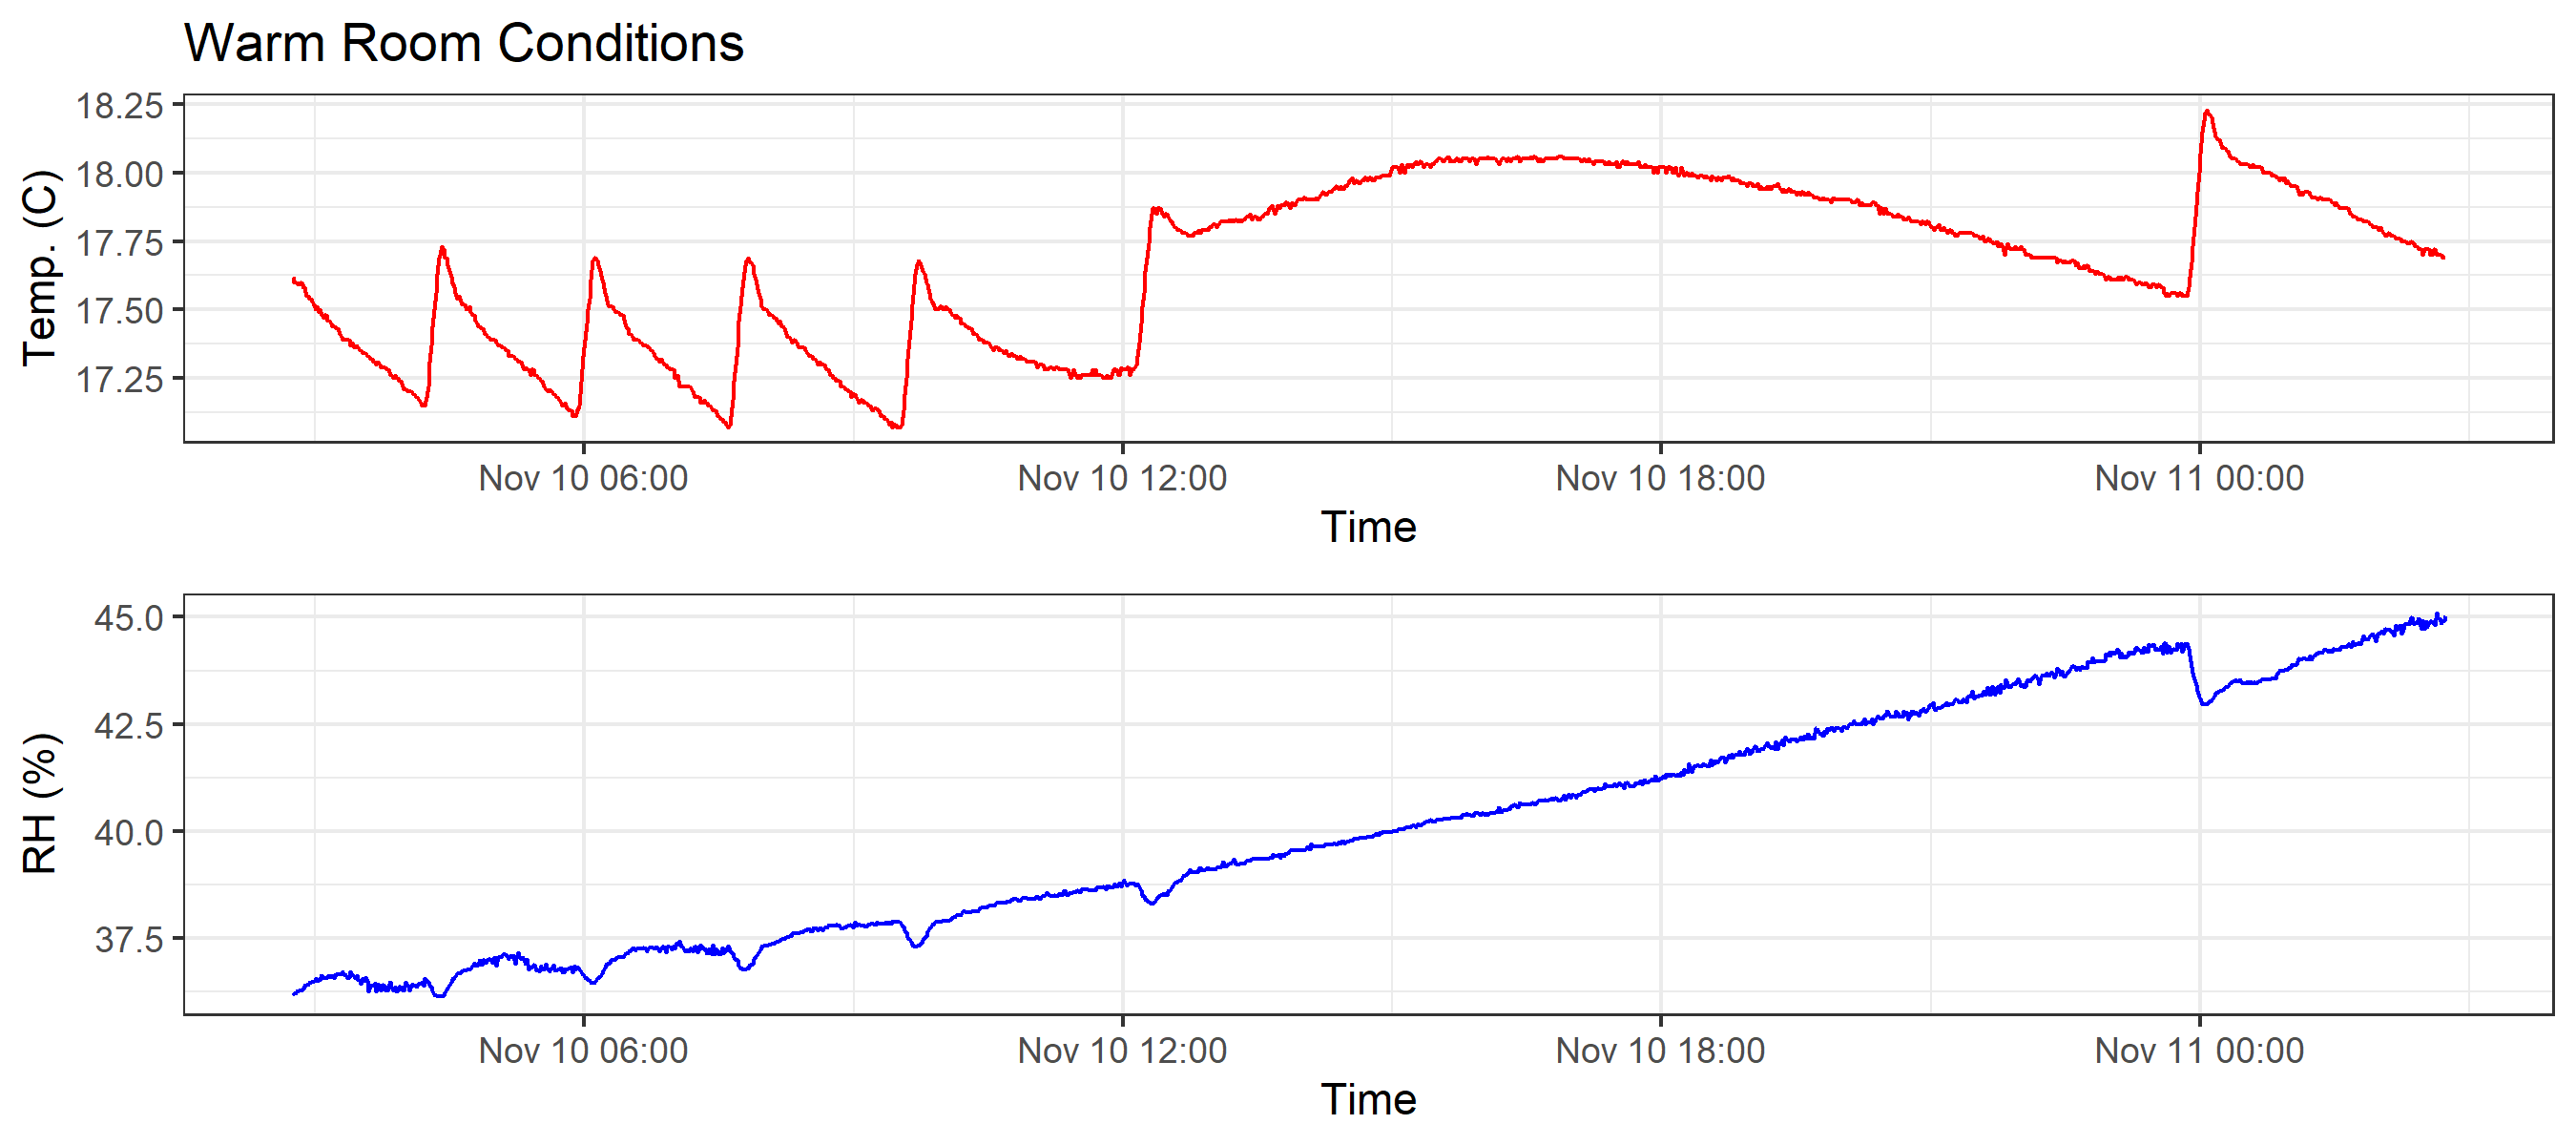 Warm Room Conditions
Temp. (C)
18.25
18.00
17.75
17.50
17.25
Nov 10 06:00 Nov 10 12:00 Nov 10 18:00 Nov 11 00:00
Time
RH (%)
45.0
42.5
40.0
37.5
Nov 10 06:00 Nov 10 12:00 Nov 10 18:00 Nov 11 00:00
Time